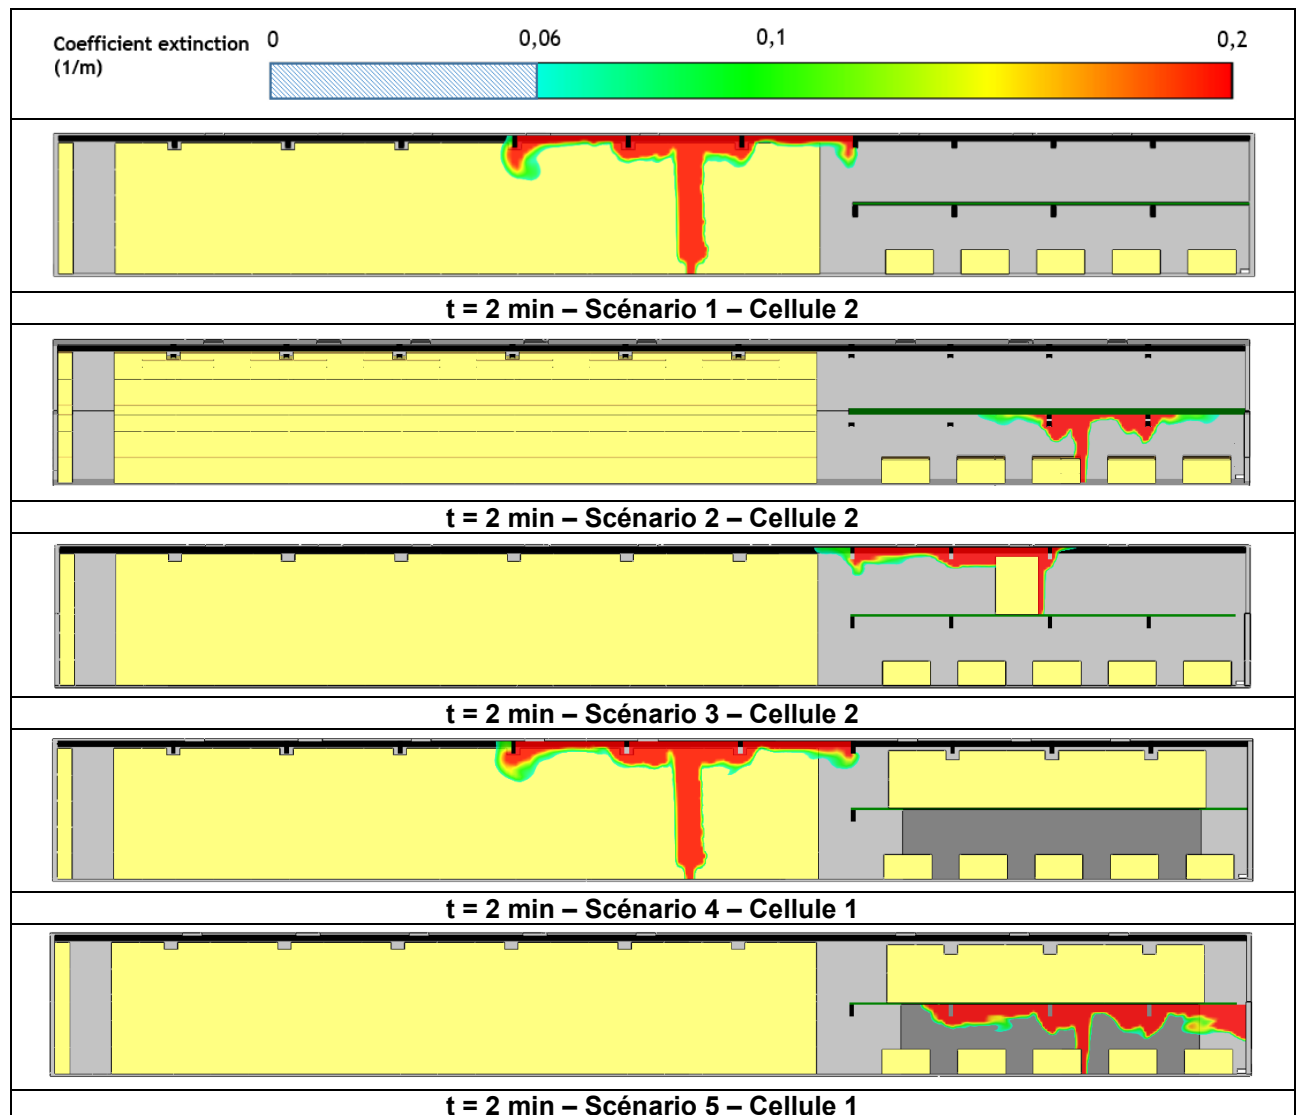 Coefficient extinction 0 0,06 0,1 0,2
(1/m)
t = 2 min – Scénario 1 – Cellule 2
t = 2 min – Scénario 2 – Cellule 2
t = 2 min – Scénario 3 – Cellule 2
t = 2 min – Scénario 4 – Cellule 1
t = 2 min – Scénario 5 – Cellule 1